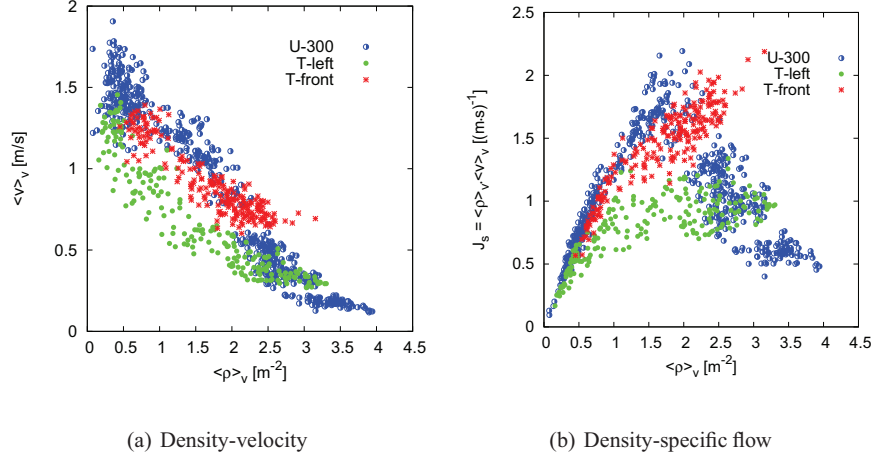 2
1.5
1
0.5
0
0 0.5 1 1.5 2 2.5 3 3.5 4 4.5
<v>v [m/s]
<ρ>v [m-2]
U-300
T-left
T-front
2.5
2
1.5
1
0.5
0
0 0.5 1 1.5 2 2.5 3 3.5 4 4.5
Js = <ρ>v·<v>v [(m·s)-1]
<ρ>v [m-2]
U-300
T-left
T-front
(a) Density-velocity
(b) Density-specific flow